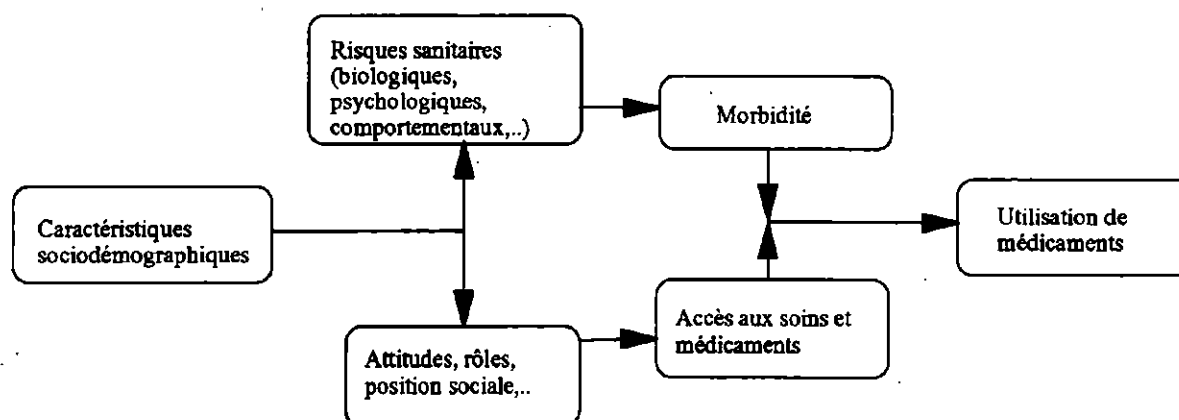 Risques sanitaires
(biologiques,
psychologiques,
comportementaux,..)
Morbidité
Caractéristiques
sociodémographiques
Utilisation de
médicaments
Accès aux soins et
médicaments
Attitudes, rôles,
position sociale,..